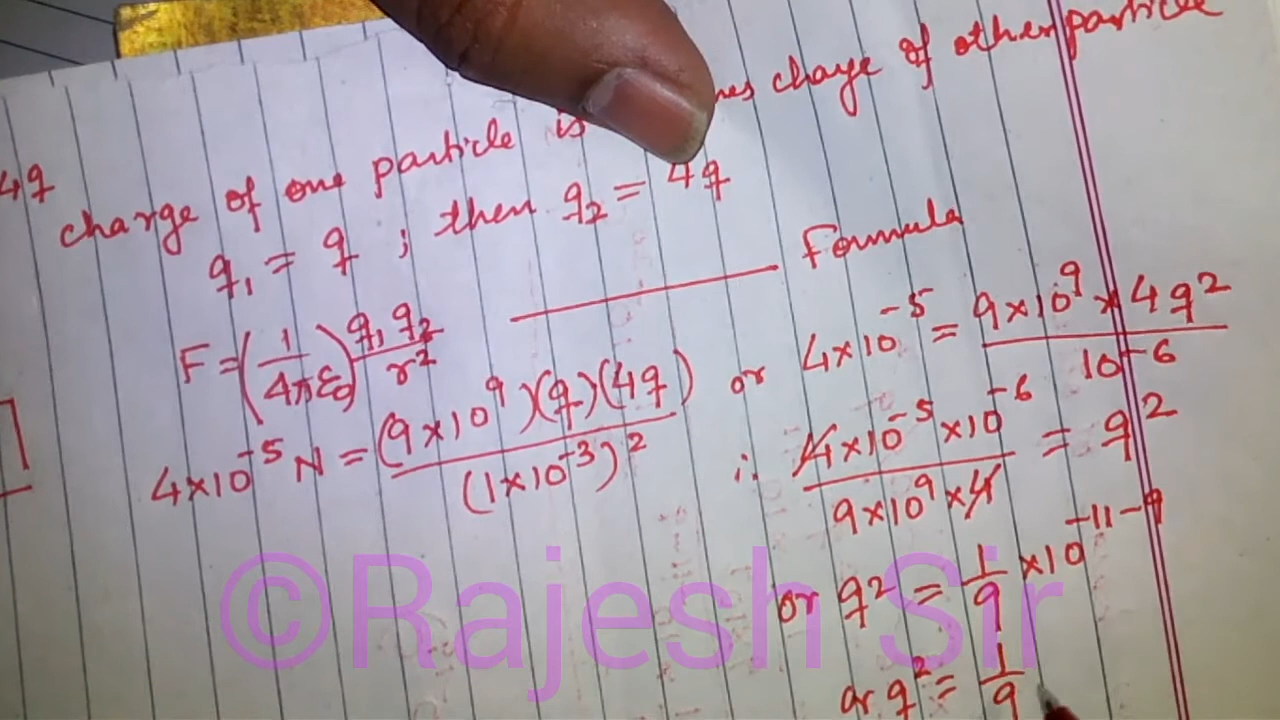 4q
charge of one particle is charge of other particle
q₁ = q ; then q₂ = 4q
Formula
F = (1/4πε₀) q₁q₂/r²
4×10⁻⁵ N = (9×10⁹)(q)(4q)/(1×10⁻³)²
or 4×10⁻⁵ = 9×10⁹×4q²/10⁻⁶
∴ 4×10⁻⁵×10⁻⁶/9×10⁹×4 = q²
or q² = 1/9 ×10⁻¹¹⁻⁹
or q² = 1/9
©Rajesh Sir